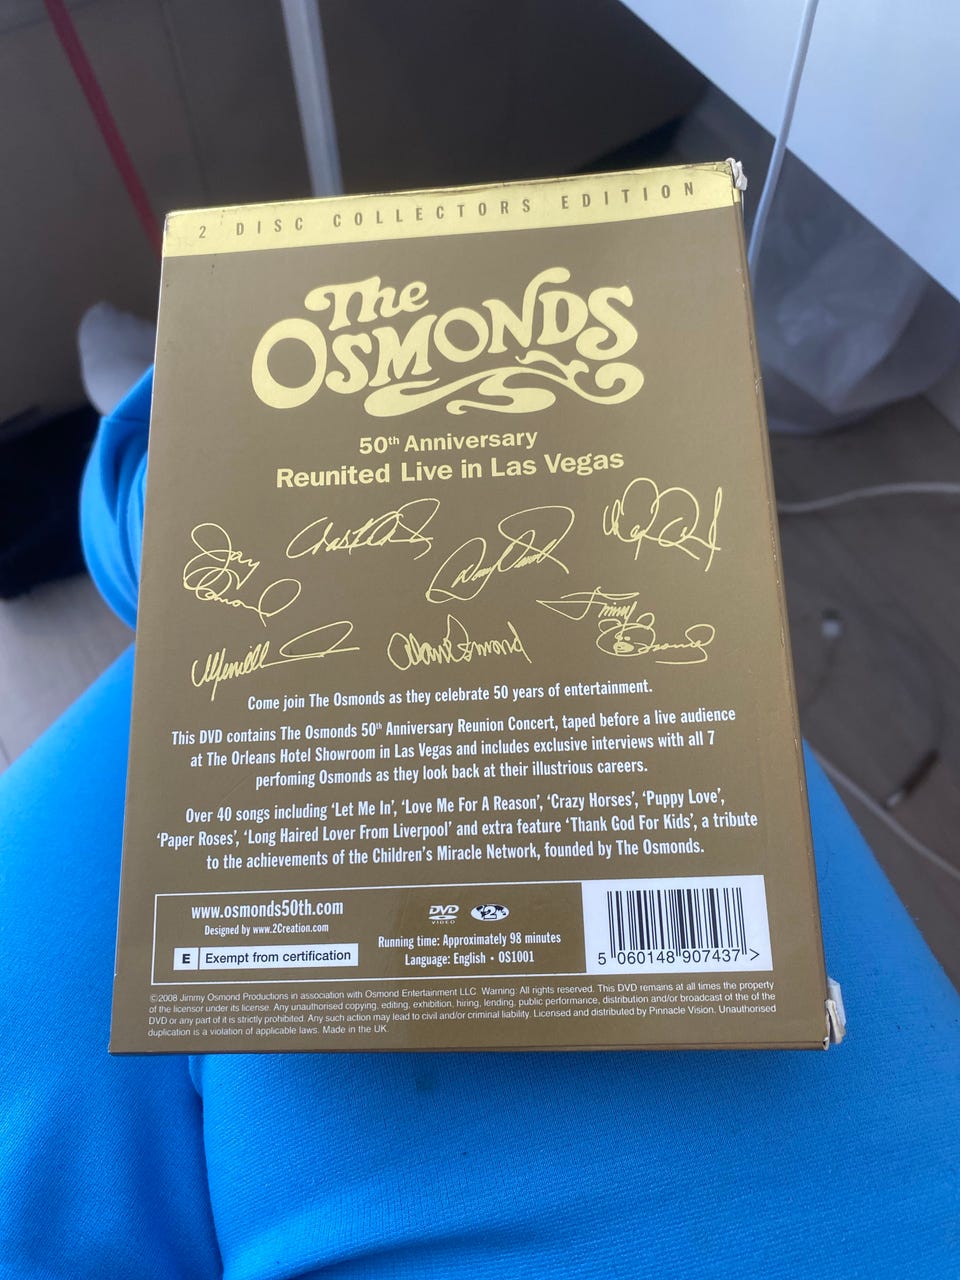 2 DISC COLLECTORS EDITION
The
OSMONDS
50th Anniversary
Reunited Live in Las Vegas
Jay
Osmond
Merrill
Alan Osmond
Jimmy
Osmond
Come join The Osmonds as they celebrate 50 years of entertainment.
This DVD contains The Osmonds 50th Anniversary Reunion Concert, taped before a live audience
at The Orleans Hotel Showroom in Las Vegas and includes exclusive interviews with all 7
perfoming Osmonds as they look back at their illustrious careers.
Over 40 songs including ‘Let Me In’, ‘Love Me For A Reason’, ‘Crazy Horses’, ‘Puppy Love’,
‘Paper Roses’, ‘Long Haired Lover From Liverpool’ and extra feature ‘Thank God For Kids’, a tribute
to the achievements of the Children’s Miracle Network, founded by The Osmonds.
www.osmonds50th.com
Designed by www.2Creation.com
E Exempt from certification
DVD
VIDEO
2
Running time: Approximately 98 minutes
Language: English • OS1001
5 060148 907437 >
©2008 Jimmy Osmond Productions in association with Osmond Entertainment LLC. Warning: All rights reserved. This DVD remains at all times the property
of the licensor under its license. Any unauthorised copying, editing, exhibition, hiring, lending, public performance, distribution and/or broadcast of the of the
DVD or any part of it is strictly prohibited. Any such action may lead to civil and/or criminal liability. Licensed and distributed by Pinnacle Vision. Unauthorised
duplication is a violation of applicable laws. Made in the UK.